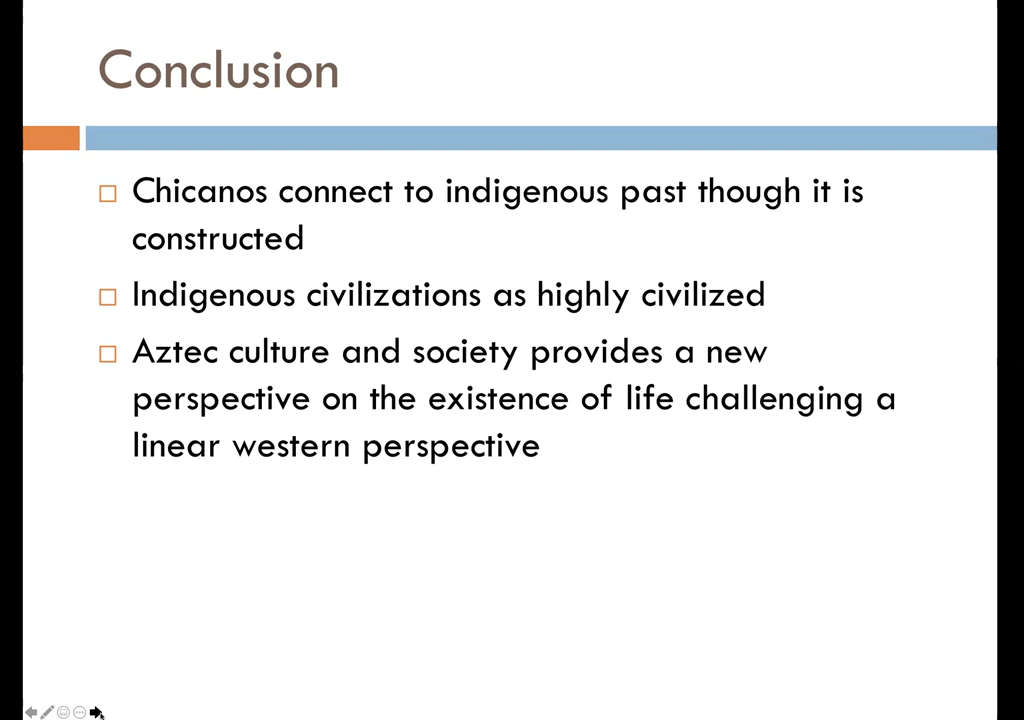 Conclusion
Chicanos connect to indigenous past though it is
constructed
Indigenous civilizations as highly civilized
Aztec culture and society provides a new
perspective on the existence of life challenging a
linear western perspective